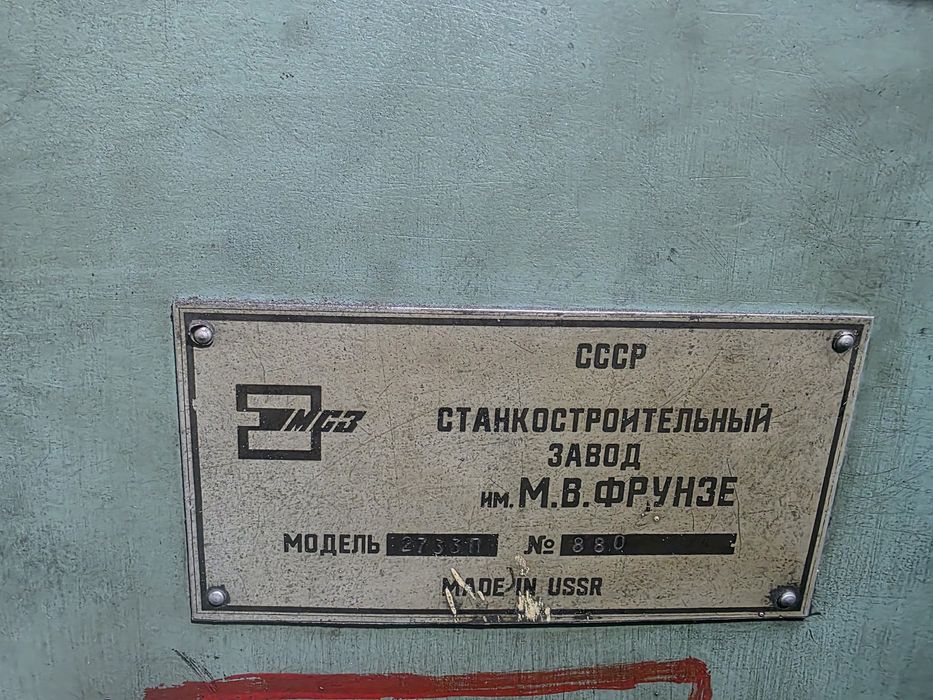 СССР
МСЗ
СТАНКОСТРОИТЕЛЬНЫЙ
ЗАВОД
им. М.В.ФРУНЗЕ
МОДЕЛЬ 2733П № 880
MADE IN USSR